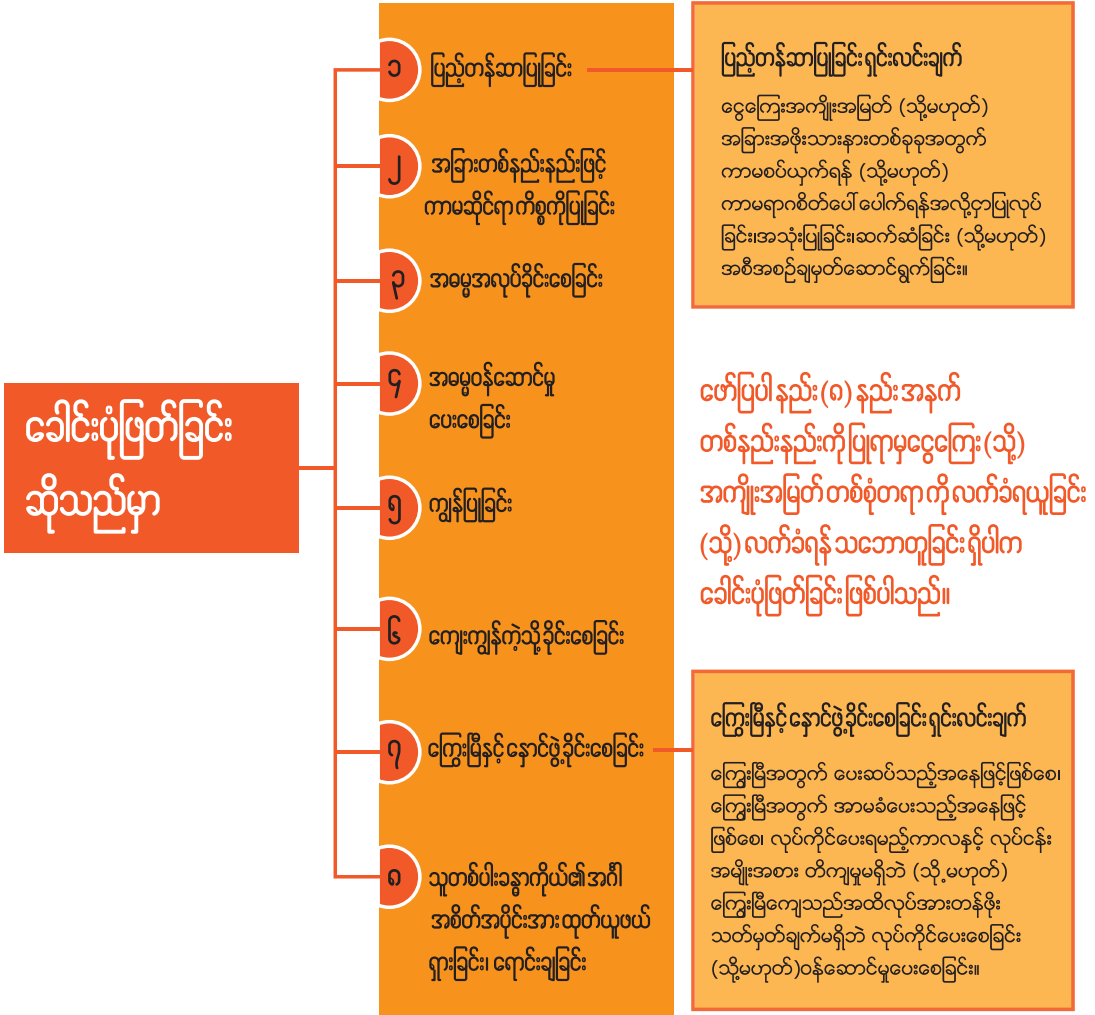 ခေါင်းပုံဖြတ်ခြင်း
ဆိုသည်မှာ
၁
ပြည့်တန်ဆာပြုခြင်း
၂
အခြားတစ်နည်းနည်းဖြင့်
ကာမဆိုင်ရာ ကိစ္စကိုပြုခြင်း
၃
အဓမ္မအလုပ်ခိုင်းစေခြင်း
၄
အဓမ္မဝန်ဆောင်မှု
ပေးစေခြင်း
၅
ကျွန်ပြုခြင်း
၆
ကျေးကျွန်ကဲ့သို့ ခိုင်းစေခြင်း
၇
ကြွေးမြီနှင့် နှောင်ဖွဲ့ခိုင်းစေခြင်း
၈
သူတစ်ပါးခန္ဓာကိုယ်၏ အင်္ဂါ
အစိတ်အပိုင်းအား ထုတ်ယူဖယ်
ရှားခြင်း၊ ရောင်းချခြင်း
ပြည့်တန်ဆာပြုခြင်း ရှင်းလင်းချက်
ငွေကြေးအကျိုးအမြတ် (သို့မဟုတ်)
အခြားအဖိုးသားနားတစ်ခုခုအတွက်
ကာမစပ်ယှက်ရန် (သို့မဟုတ်)
ကာမရာဂစိတ်ပေါ် ပေါက်ရန်အလို့ငှာပြုလုပ်
ခြင်း၊အသုံးပြုခြင်း၊ဆက်ဆံခြင်း (သို့မဟုတ်)
အစီအစဉ်ချမှတ်ဆောင်ရွက်ခြင်း။
ဖော်ပြပါ နည်း (၈) နည်း အနက်
တစ်နည်းနည်းကို ပြုရာမှငွေကြေး (သို့)
အကျိုးအမြတ် တစ်စုံတရာ ကို လက်ခံရယူခြင်း
(သို့) လက်ခံရန် သဘောတူခြင်း ရှိပါက
ခေါင်းပုံဖြတ်ခြင်း ဖြစ်ပါသည်။
ကြွေးမြီနှင့် နှောင်ဖွဲ့ခိုင်းစေခြင်း ရှင်းလင်းချက်
ကြွေးမြီအတွက် ပေးဆပ်သည့်အနေဖြင့်ဖြစ်စေ၊
ကြွေးမြီအတွက် အာမခံပေးသည့်အနေဖြင့်
ဖြစ်စေ၊ လုပ်ကိုင်ပေးရမည့်ကာလနှင့် လုပ်ငန်း
အမျိုးအစား တိကျမှုမရှိဘဲ (သို့မဟုတ်)
ကြွေးမြီကျေသည်အထိလုပ်အားတန်ဖိုး
သတ်မှတ်ချက်မရှိဘဲ လုပ်ကိုင်ပေးစေခြင်း
(သို့မဟုတ်)ဝန်ဆောင်မှုပေးစေခြင်း။